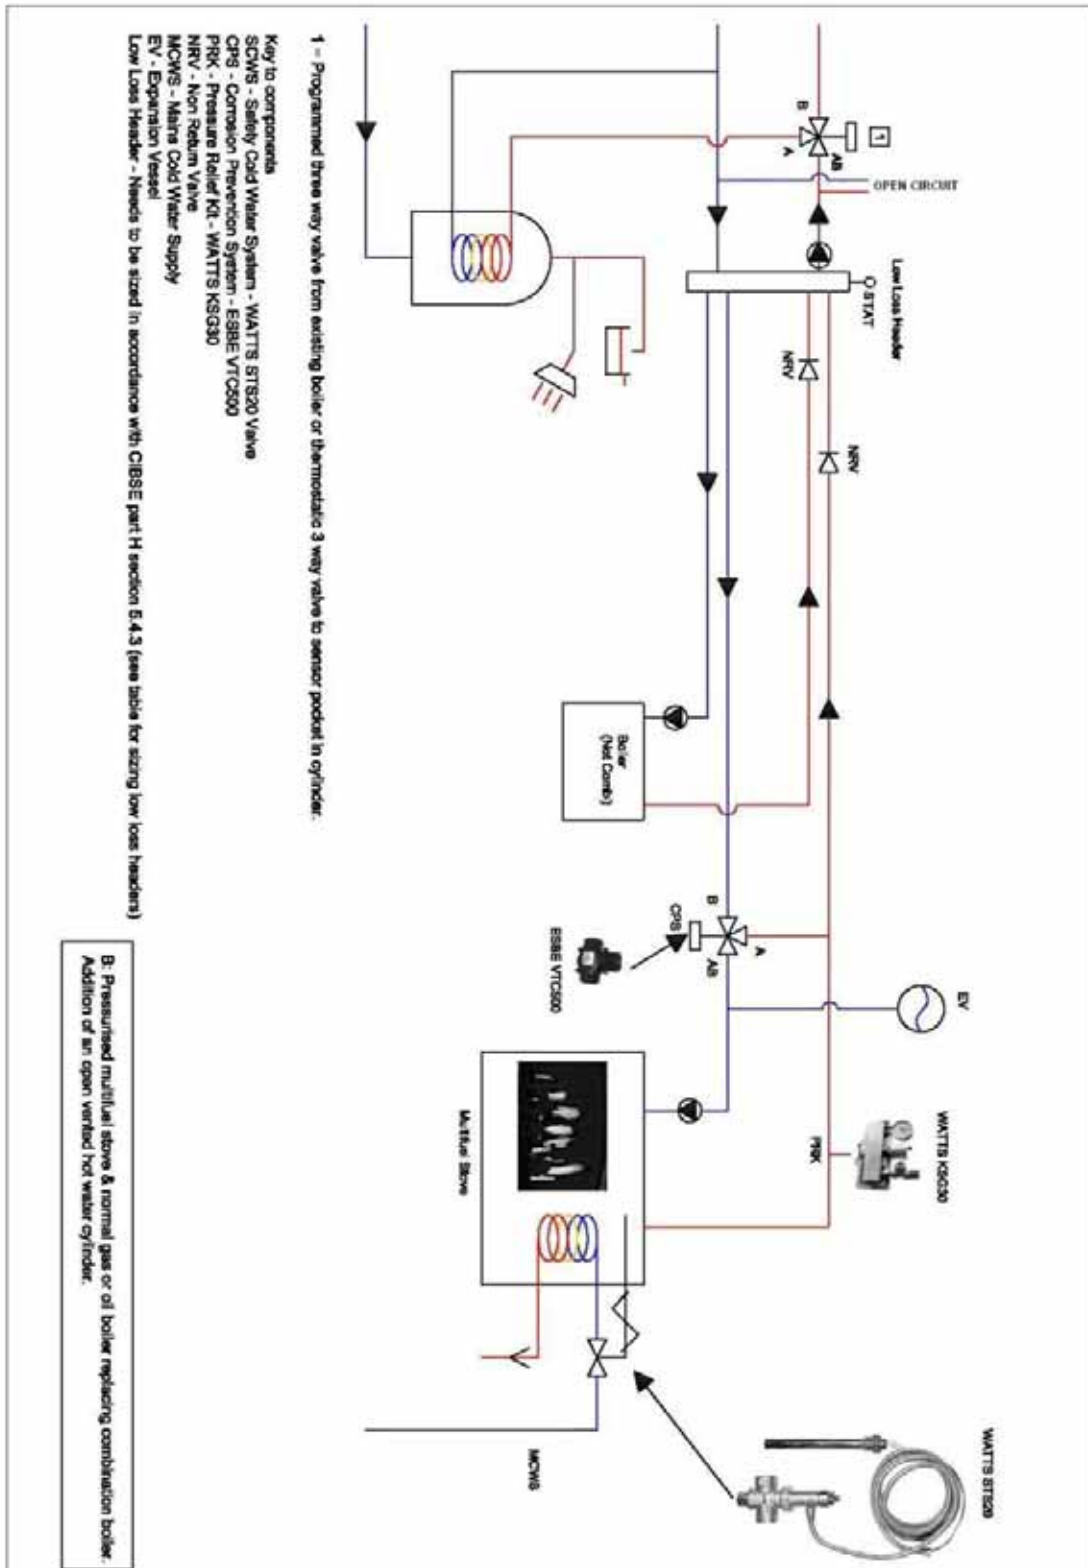 WATTS STS20
MCWS
WATTS KSG30
PRK
EV
Multifuel Stove
ESBE VTC500
CPS
B
A
AB
Boiler
(Not Combi)
NRV
NRV
Low Loss Header
STAT
OPEN CIRCUIT
1
B
A
AB
1 - Programmed three way valve from existing boiler or thermostatic 3 way valve to sensor pocket in cylinder.
Key to components
SCWS - Safety Cold Water System - WATTS STS20 Valve
CPS - Corrosion Prevention System - ESBE VTC500
PRK - Pressure Relief Kit - WATTS KSG30
NRV - Non Return Valve
MCWS - Mains Cold Water Supply
EV - Expansion Vessel
Low Loss Header - Needs to be sized in accordance with CIBSE part H section 5.4.3 (see table for sizing low loss headers)
B: Pressurised multifuel stove & normal gas or oil boiler replacing combination boiler.
Addition of an open vented hot water cylinder.